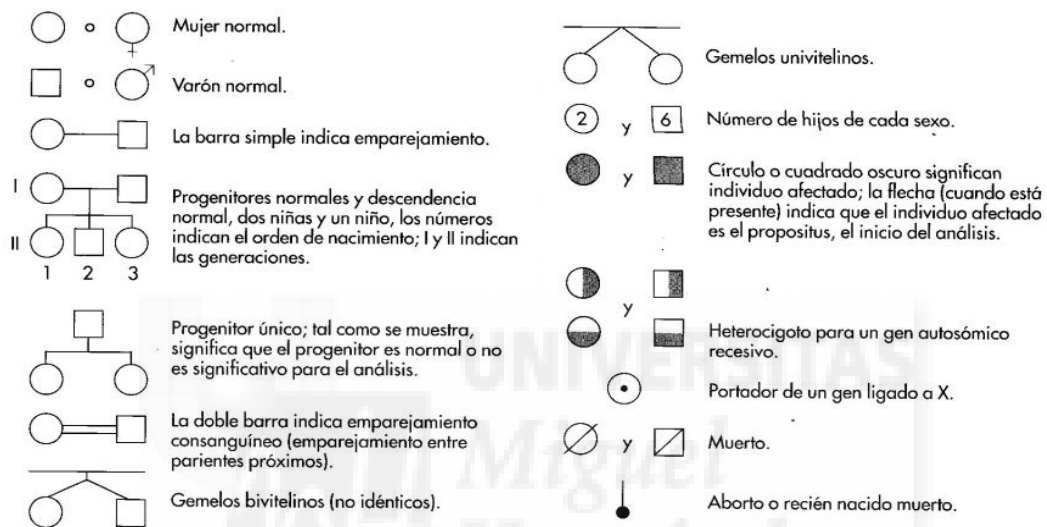 o
Mujer normal.
o
Varón normal.
La barra simple indica emparejamiento.
I
II
1 2 3
Progenitores normales y descendencia
normal, dos niñas y un niño, los números
indican el orden de nacimiento; I y II indican
las generaciones.
Progenitor único; tal como se muestra,
significa que el progenitor es normal o no
es significativo para el análisis.
La doble barra indica emparejamiento
consanguíneo (emparejamiento entre
parientes próximos).
Gemelos bivitelinos (no idénticos).
Gemelos univitelinos.
2 y 6
Número de hijos de cada sexo.
y
Círculo o cuadrado oscuro significan
individuo afectado; la flecha (cuando está
presente) indica que el individuo afectado
es el propositus, el inicio del análisis.
y
Heterocigoto para un gen autosómico
recesivo.
Portador de un gen ligado a X.
y
Muerto.
Aborto o recién nacido muerto.
UNIVERSITAS
Miguel